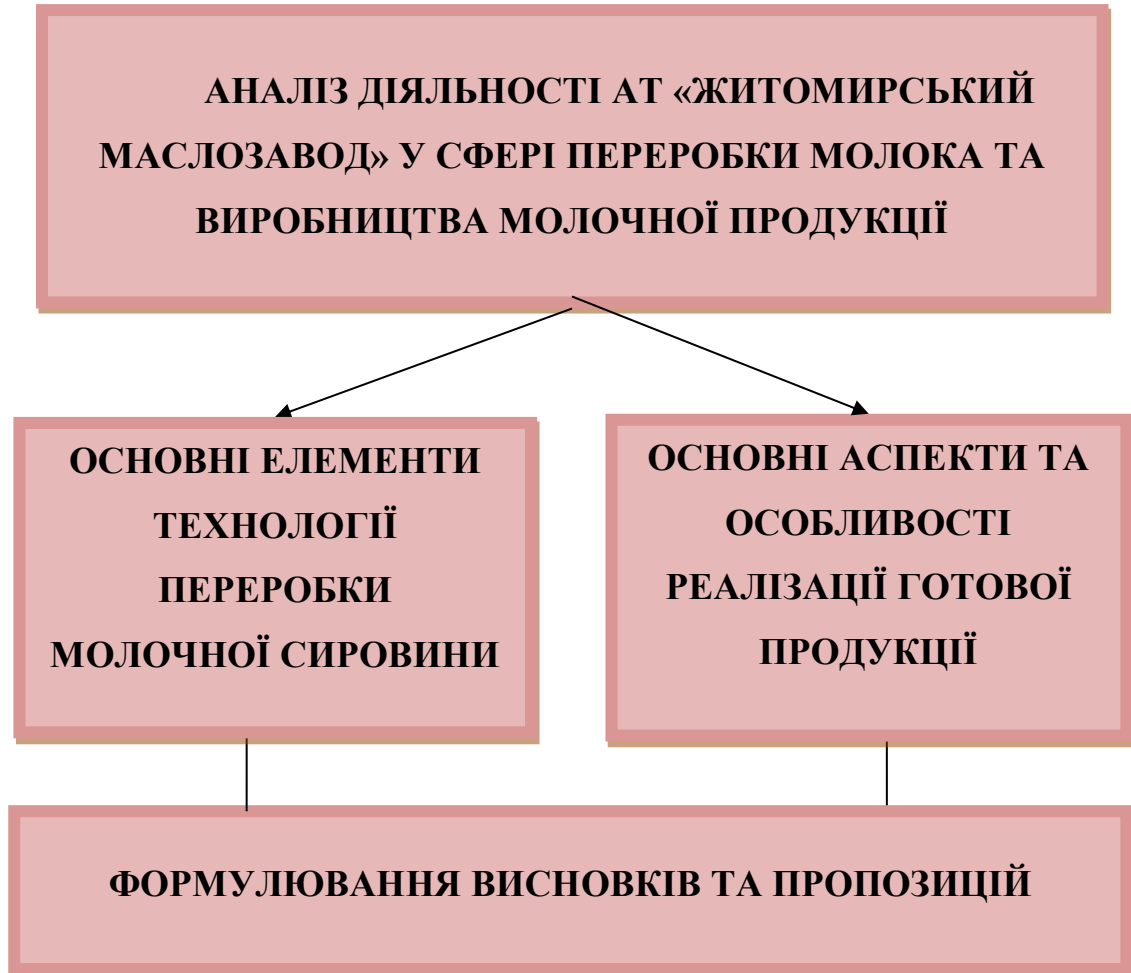 АНАЛІЗ ДІЯЛЬНОСТІ АТ «ЖИТОМИРСЬКИЙ
МАСЛОЗАВОД» У СФЕРІ ПЕРЕРОБКИ МОЛОКА ТА
ВИРОБНИЦТВА МОЛОЧНОЇ ПРОДУКЦІЇ
ОСНОВНІ ЕЛЕМЕНТИ
ТЕХНОЛОГІЇ
ПЕРЕРОБКИ
МОЛОЧНОЇ СИРОВИНИ
ОСНОВНІ АСПЕКТИ ТА
ОСОБЛИВОСТІ
РЕАЛІЗАЦІЇ ГОТОВОЇ
ПРОДУКЦІЇ
ФОРМУЛЮВАННЯ ВИСНОВКІВ ТА ПРОПОЗИЦІЙ